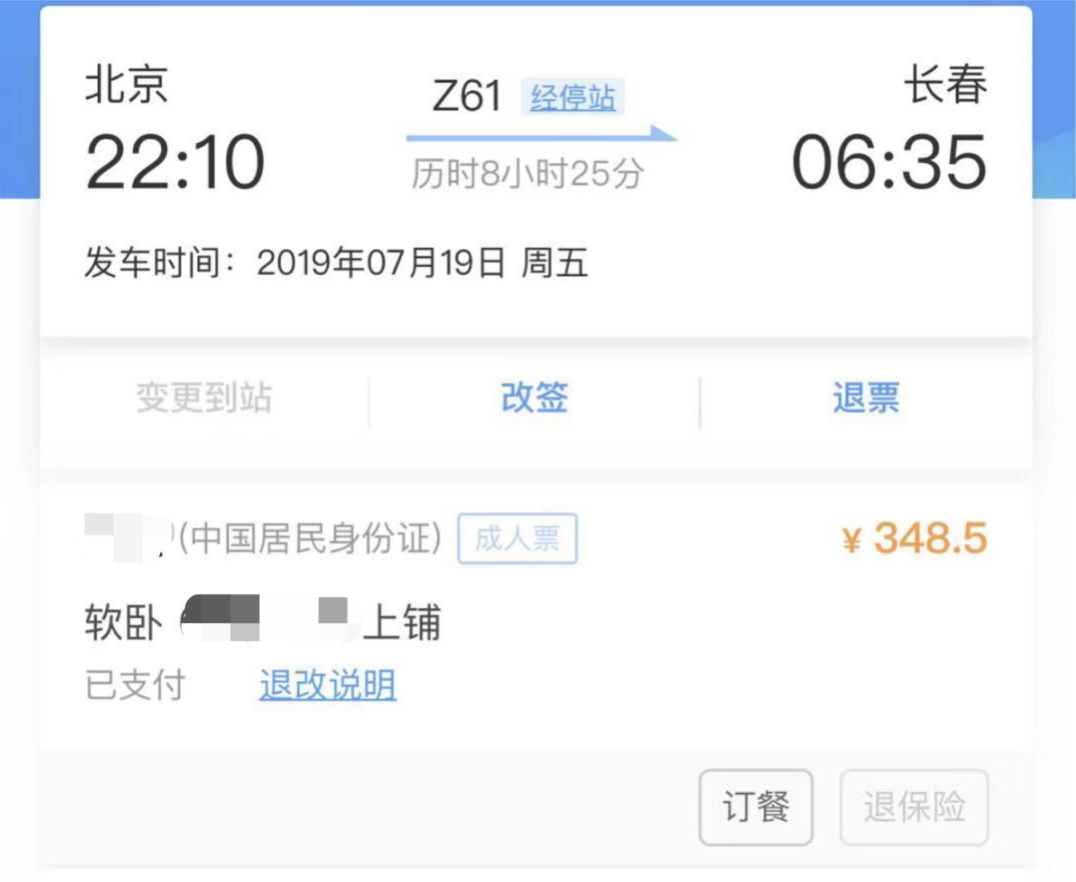 北京 Z61 经停站 长春
22:10 历时8小时25分 06:35
发车时间：2019年07月19日 周五
变更到站 改签 退票
(中国居民身份证) 成人票 ¥348.5
软卧 上铺
已支付 退改说明
订餐 退保险